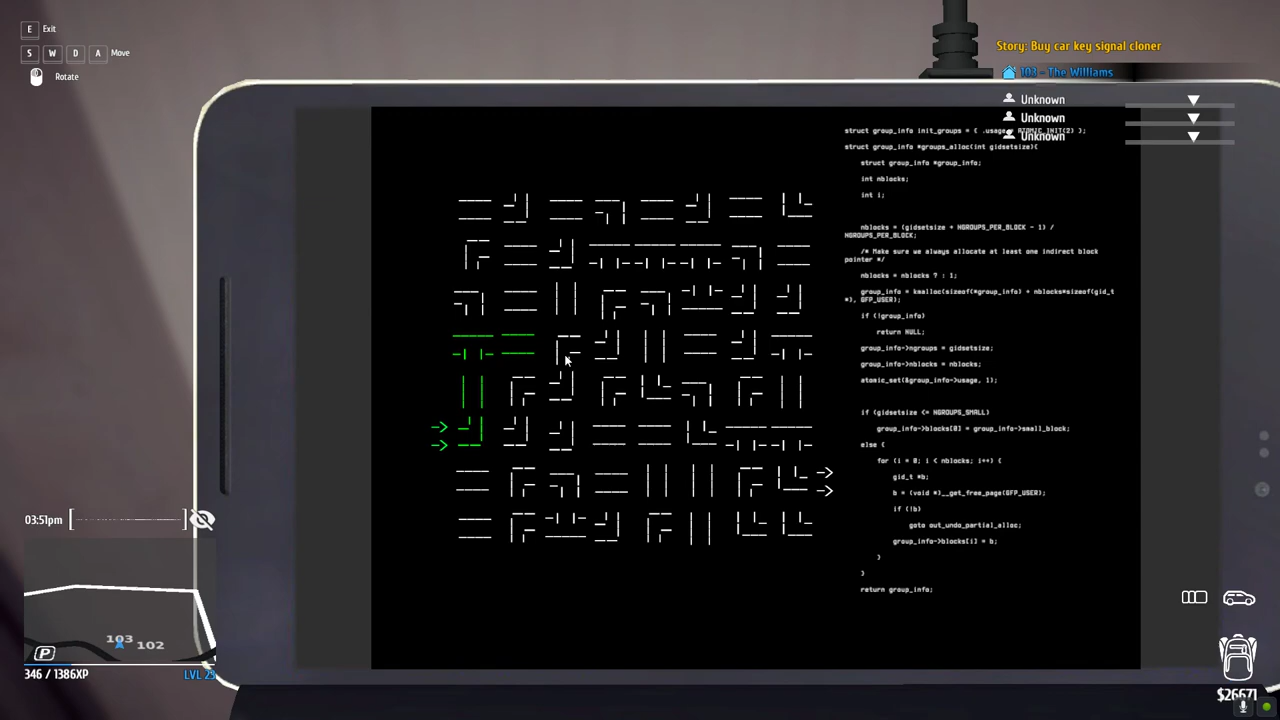 E Exit
S W D A Move
Rotate
Story: Buy car key signal cloner
103 - The Williams
Unknown
Unknown
Unknown
struct group_info init_groups = { .usage = ATOMIC_INIT(2) };
struct group_info *groups_alloc(int gidsetsize){
struct group_info *group_info;
int nblocks;
int i;
nblocks = (gidsetsize + NGROUPS_PER_BLOCK - 1) /
NGROUPS_PER_BLOCK;
/* Make sure we always allocate at least one indirect block
pointer */
nblocks = nblocks ? : 1;
group_info = kmalloc(sizeof(*group_info) + nblocks*sizeof(gid_t
*), GFP_USER);
if (!group_info)
return NULL;
group_info->ngroups = gidsetsize;
group_info->nblocks = nblocks;
atomic_set(&group_info->usage, 1);
if (gidsetsize <= NGROUPS_SMALL)
group_info->blocks[0] = group_info->small_block;
else {
for (i = 0; i < nblocks; i++) {
gid_t *b;
b = (void *)__get_free_page(GFP_USER);
if (!b)
goto out_undo_partial_alloc;
group_info->blocks[i] = b;
}
}
return group_info;
03:51pm
103
102
P
346 / 1386XP
LVL 23
$26671